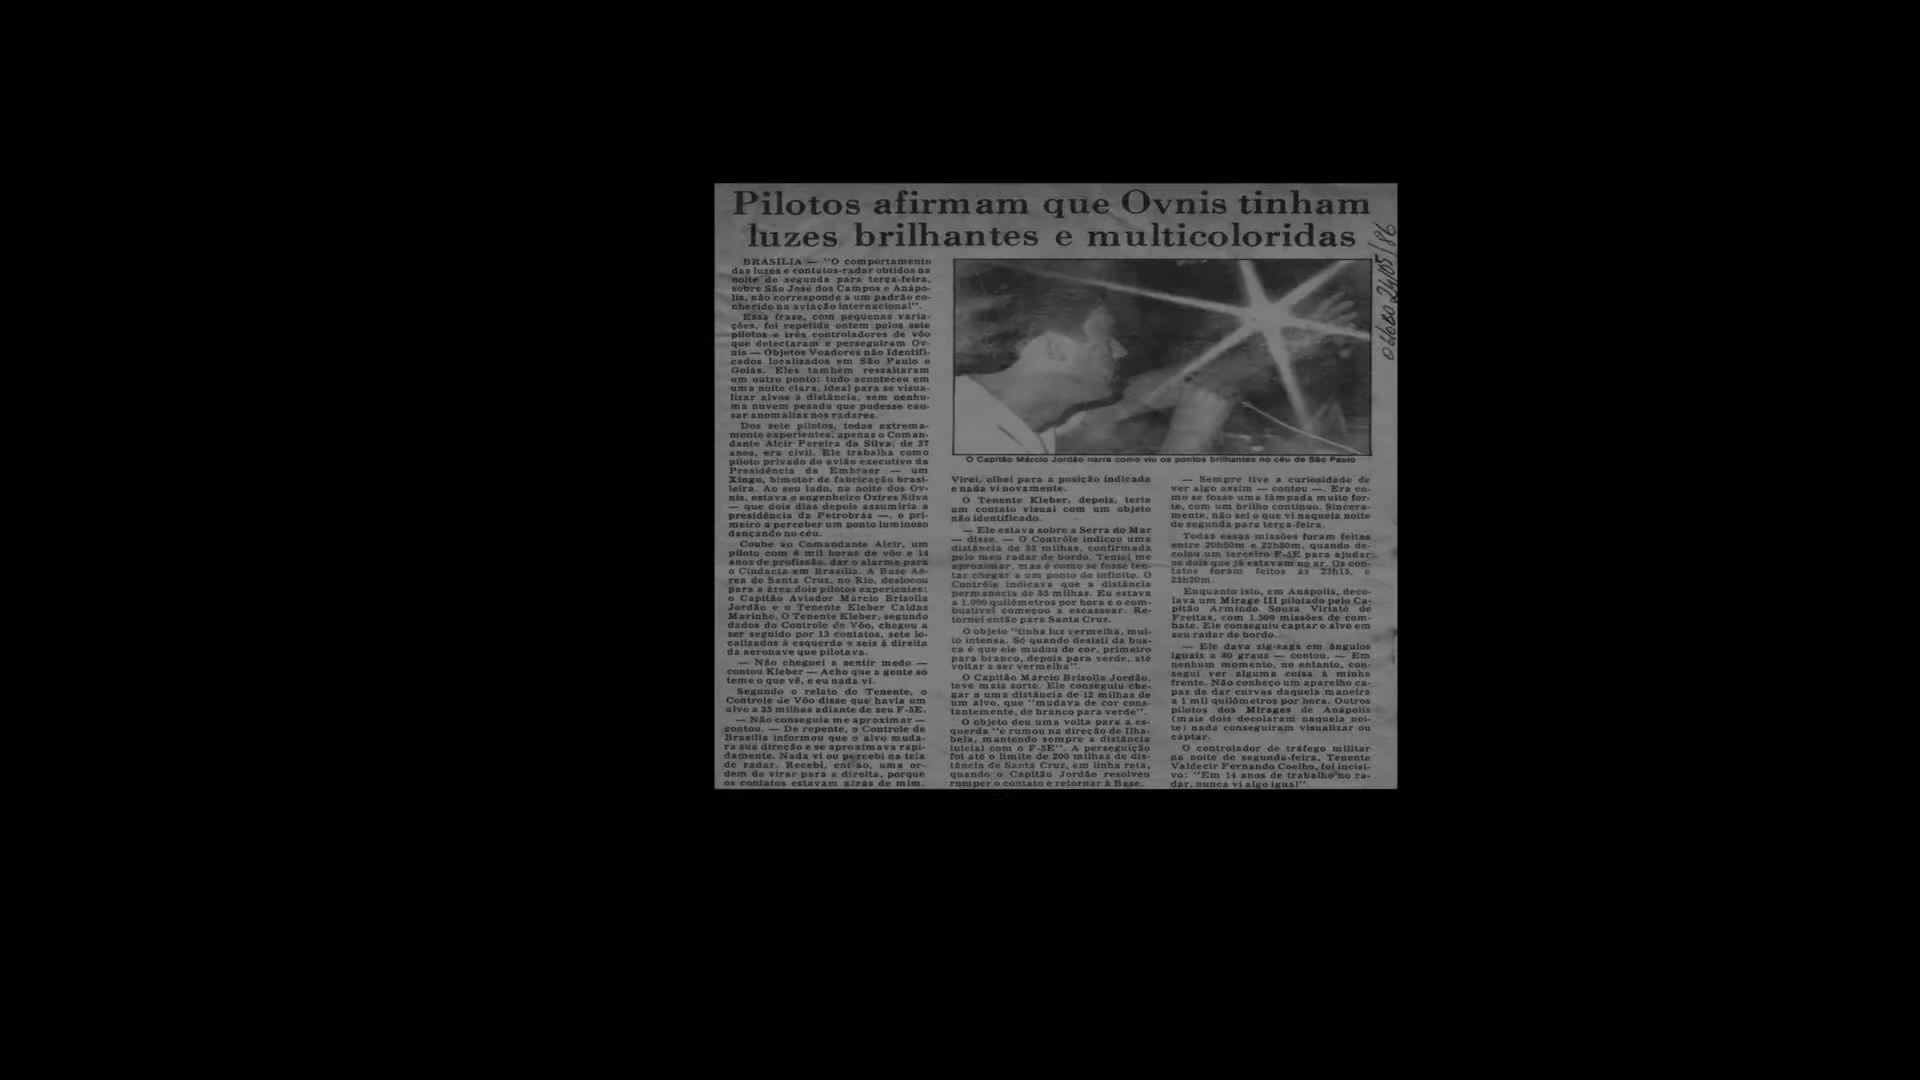 Pilotos afirmam que Ovnis tinham
luzes brilhantes e multicoloridas
BRASÍLIA — "O comportamento
das luzes e contatos-radar obtidos na
noite de segunda para terça-feira,
sobre São José dos Campos e Anápo-
lis, não corresponde a um padrão co-
nhecido na aviação internacional".
Essa frase, com pequenas varia-
ções, foi repetida ontem pelos sete
pilotos e três controladores de vôo
que detectaram e perseguiram Ov-
nis — Objetos Voadores não Identifi-
cados localizados em São Paulo e
Goiás. Eles também ressaltaram
um outro ponto: tudo aconteceu em
uma noite clara, ideal para se visua-
lizar alvos à distância, sem nenhu-
ma nuvem pesada que pudesse cau-
sar anomalias nos radares.
Dos sete pilotos, todos extrema-
mente experientes, apenas o Coman-
dante Alcir Pereira da Silva, de 37
anos, era civil. Ele trabalha como
piloto privado do avião executivo da
Presidência da Embraer — um
Xingu, bimotor de fabricação brasi-
leira. Ao seu lado, na noite dos Ov-
nis, estava o engenheiro Ozires Silva
— que dois dias depois assumiria a
presidência da Petrobrás —, o pri-
meiro a perceber um ponto luminoso
dançando no céu.
Coube ao Comandante Alcir, um
piloto com 6 mil horas de vôo e 14
anos de profissão, dar o alarme para
o Cindacta em Brasília. A Base Aé-
rea de Santa Cruz, no Rio, deslocou
para a área dois pilotos experientes:
o Capitão Aviador Márcio Brisolla
Jordão e o Tenente Kleber Caldas
Marinho. O Tenente Kleber, segundo
dados do Controle de Vôo, chegou a
ser seguido por 13 contatos, sete lo-
calizados à esquerda e seis à direita
da aeronave que pilotava.
— Não cheguei a sentir medo —
contou Kleber — Acho que a gente só
teme o que vê, e eu nada vi.
Segundo o relato do Tenente, o
Controle de Vôo disse que havia um
alvo a 35 milhas adiante de seu F-5E.
— Não conseguia me aproximar —
contou. — De repente, o Controle de
Brasília informou que o alvo muda-
ra sua direção e se aproximava rapi-
damente. Nada vi ou percebi na tela
de radar. Recebi, então, uma or-
dem de virar para a direita, porque
os contatos estavam atrás de mim.
O Capitão Márcio Jordão narra como viu os pontos brilhantes no céu de São Paulo
Virei, olhei para a posição indicada
e nada vi novamente.
O Tenente Kleber, depois, teria
um contato visual com um objeto
não identificado.
— Ele estava sobre a Serra do Mar
— disse. — O Contrôle indicou uma
distância de 35 milhas, confirmada
pelo meu radar de bordo. Tentei me
aproximar, mas é como se fosse ten-
tar chegar a um ponto do infinito. O
Contrôle indicava que a distância
permanecia de 35 milhas. Eu estava
a 1.000 quilômetros por hora e o com-
bustível começou a escassear. Re-
tornei então para Santa Cruz.
O objeto "tinha luz vermelha, mui-
to intensa. Só quando desisti da bus-
ca é que ele mudou de cor, primeiro
para branco, depois para verde, até
voltar a ser vermelha".
O Capitão Márcio Brisolla Jordão,
teve mais sorte. Ele conseguiu che-
gar a uma distância de 12 milhas de
um alvo, que "mudava de cor cons-
tantemente, de branco para verde".
O objeto deu uma volta para a es-
querda "e rumou na direção de Ilha-
bela, mantendo sempre a distância
inicial com o F-5E". A perseguição
foi até o limite de 200 milhas de dis-
tância de Santa Cruz, em linha reta,
quando o Capitão Jordão resolveu
romper o contato e retornar à Base.
— Sempre tive a curiosidade de
ver algo assim — contou —. Era co-
mo se fosse uma lâmpada muito for-
te, com um brilho contínuo. Sincera-
mente, não sei o que vi naquela noite
de segunda para terça-feira.
Todas essas missões foram feitas
entre 20h50m e 22h50m, quando de-
colou um terceiro F-5E para ajudar
os dois que já estavam no ar. Os con-
tatos foram feitos às 23h15, e
23h20m.
Enquanto isto, em Anápolis, deco-
lava um Mirage III pilotado pelo Ca-
pitão Armindo Souza Viriato de
Freitas, com 1.500 missões de com-
bate. Ele conseguiu captar o alvo em
seu radar de bordo.
— Ele dava zig-zags em ângulos
iguais a 80 graus — contou. — Em
nenhum momento, no entanto, con-
segui ver alguma coisa à minha
frente. Não conheço um aparelho ca-
paz de dar curvas daquela maneira
a 1 mil quilômetros por hora. Outros
pilotos dos Mirages de Anápolis
(mais dois decolaram naquela noi-
te) nada conseguiram visualizar ou
captar.
O controlador de tráfego militar
na noite de segunda-feira, Tenente
Valdecir Fernando Coelho, foi incisi-
vo: "Em 14 anos de trabalho no ra-
dar, nunca vi algo igual".
O GLOBO 24/05/86